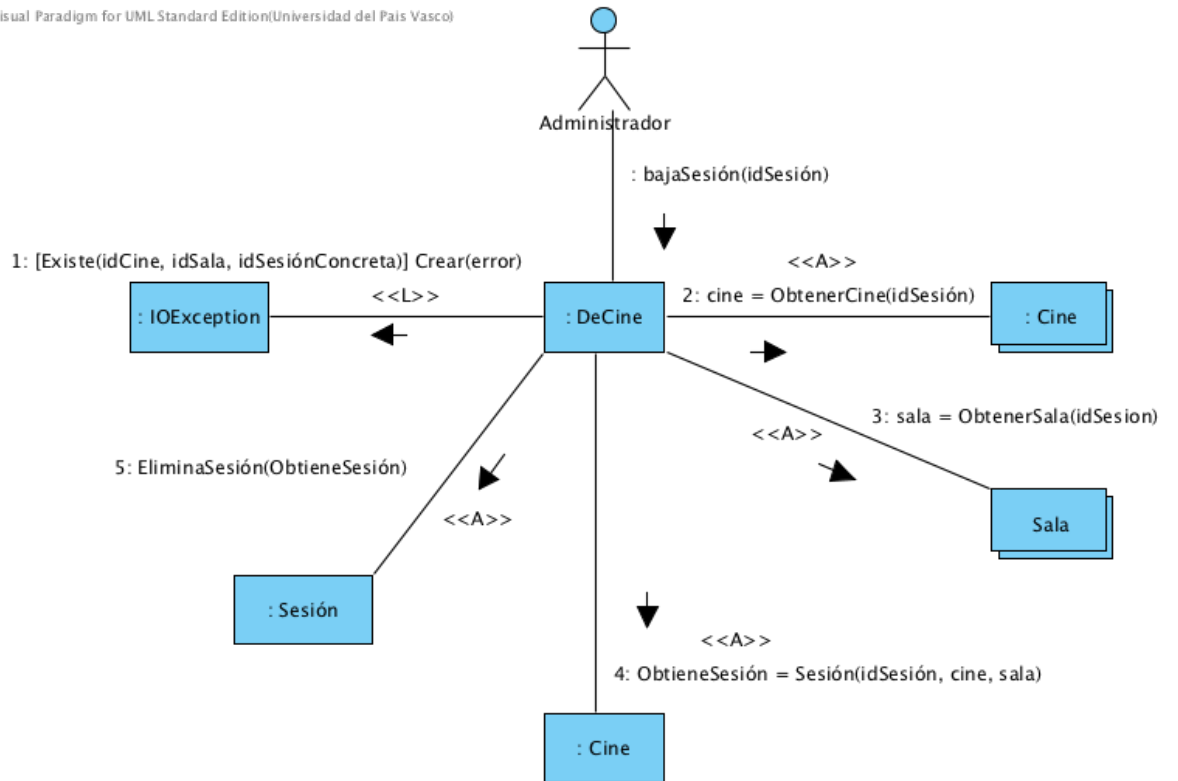 isual Paradigm for UML Standard Edition(Universidad del Pais Vasco)
Administrador
: bajaSesión(idSesión)
1: [Existe(idCine, idSala, idSesiónConcreta)] Crear(error)
<<A>>
<<L>>
2: cine = ObtenerCine(idSesión)
: IOException
: DeCine
: Cine
3: sala = ObtenerSala(idSesion)
<<A>>
5: EliminaSesión(ObtieneSesión)
<<A>>
Sala
: Sesión
<<A>>
4: ObtieneSesión = Sesión(idSesión, cine, sala)
: Cine